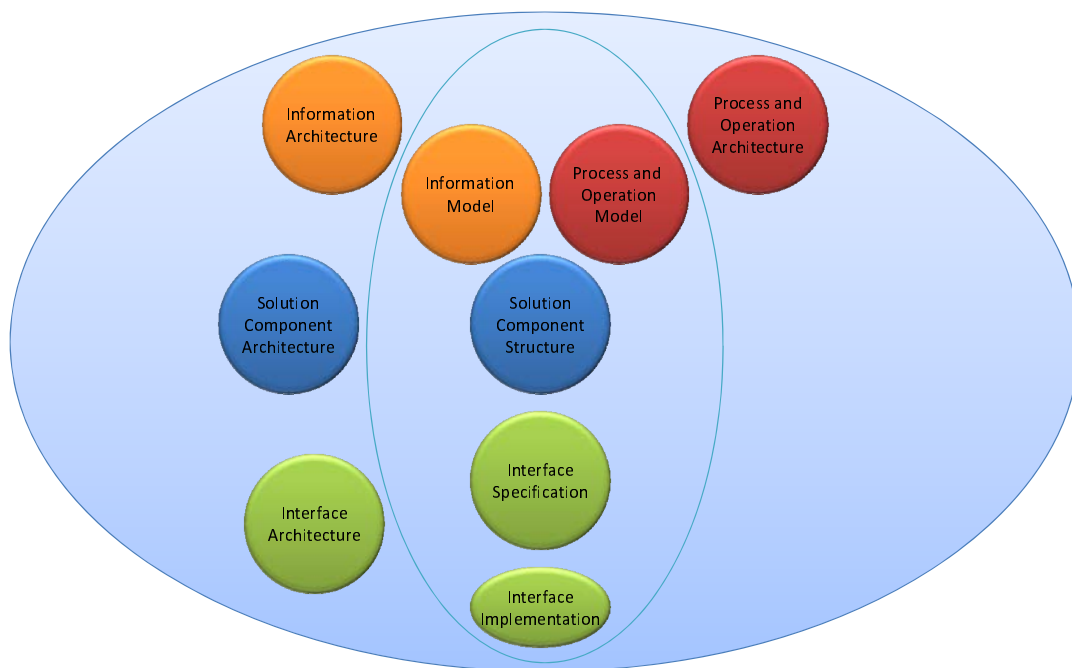 Information
Architecture
Process and
Operation
Architecture
Information
Model
Process and
Operation
Model
Solution
Component
Architecture
Solution
Component
Structure
Interface
Specification
Interface
Architecture
Interface
Implementation